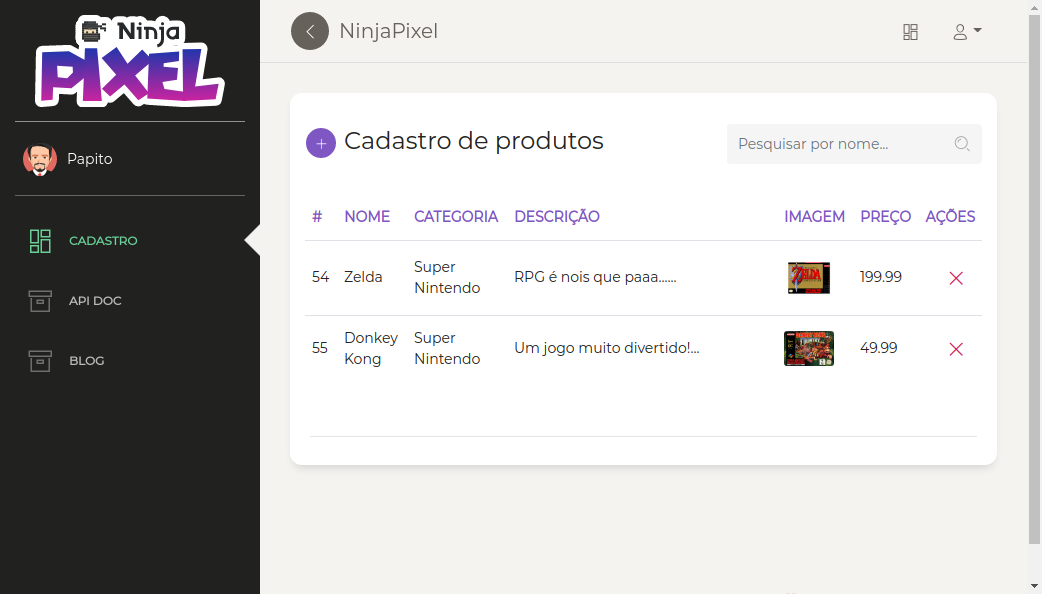 Ninja
PIXEL
NinjaPixel
Papito
CADASTRO
API DOC
BLOG
Cadastro de produtos
Pesquisar por nome...
# NOME CATEGORIA DESCRIÇÃO IMAGEM PREÇO AÇÕES
54 Zelda Super Nintendo RPG é nois que paaa...... ZELDA 199.99
55 Donkey Kong Super Nintendo Um jogo muito divertido!... 49.99